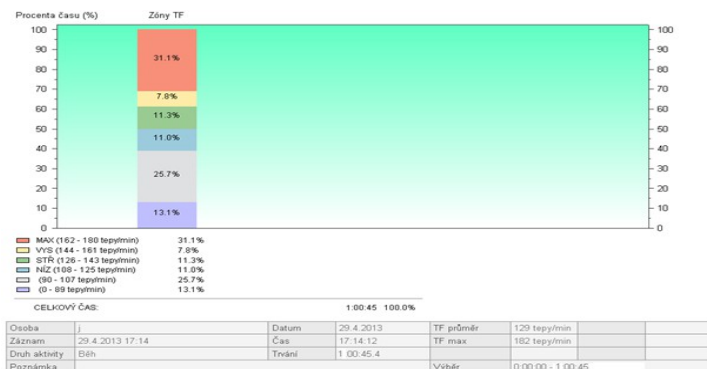 Procenta času (%) Zóny TF
100 100
90 90
80 80
70 70
60 60
50 50
40 40
30 30
20 20
10 10
0 0
31.1%
7.8%
11.3%
11.0%
25.7%
13.1%
MAX (162 - 180 tepy/min) 31.1%
VYS (144 - 161 tepy/min) 7.8%
STŘ (126 - 143 tepy/min) 11.3%
NÍZ (108 - 125 tepy/min) 11.0%
(90 - 107 tepy/min) 25.7%
(0 - 89 tepy/min) 13.1%
CELKOVÝ ČAS: 1:00:45 100.0%
Osoba j Datum 29.4.2013 TF průměr 129 tepy/min
Záznam 29.4.2013 17:14 Čas 17:14:12 TF max 182 tepy/min
Druh aktivity Běh Trvání 1:00:45.4
Poznámka Výběr 0:00:00 - 1:00:45